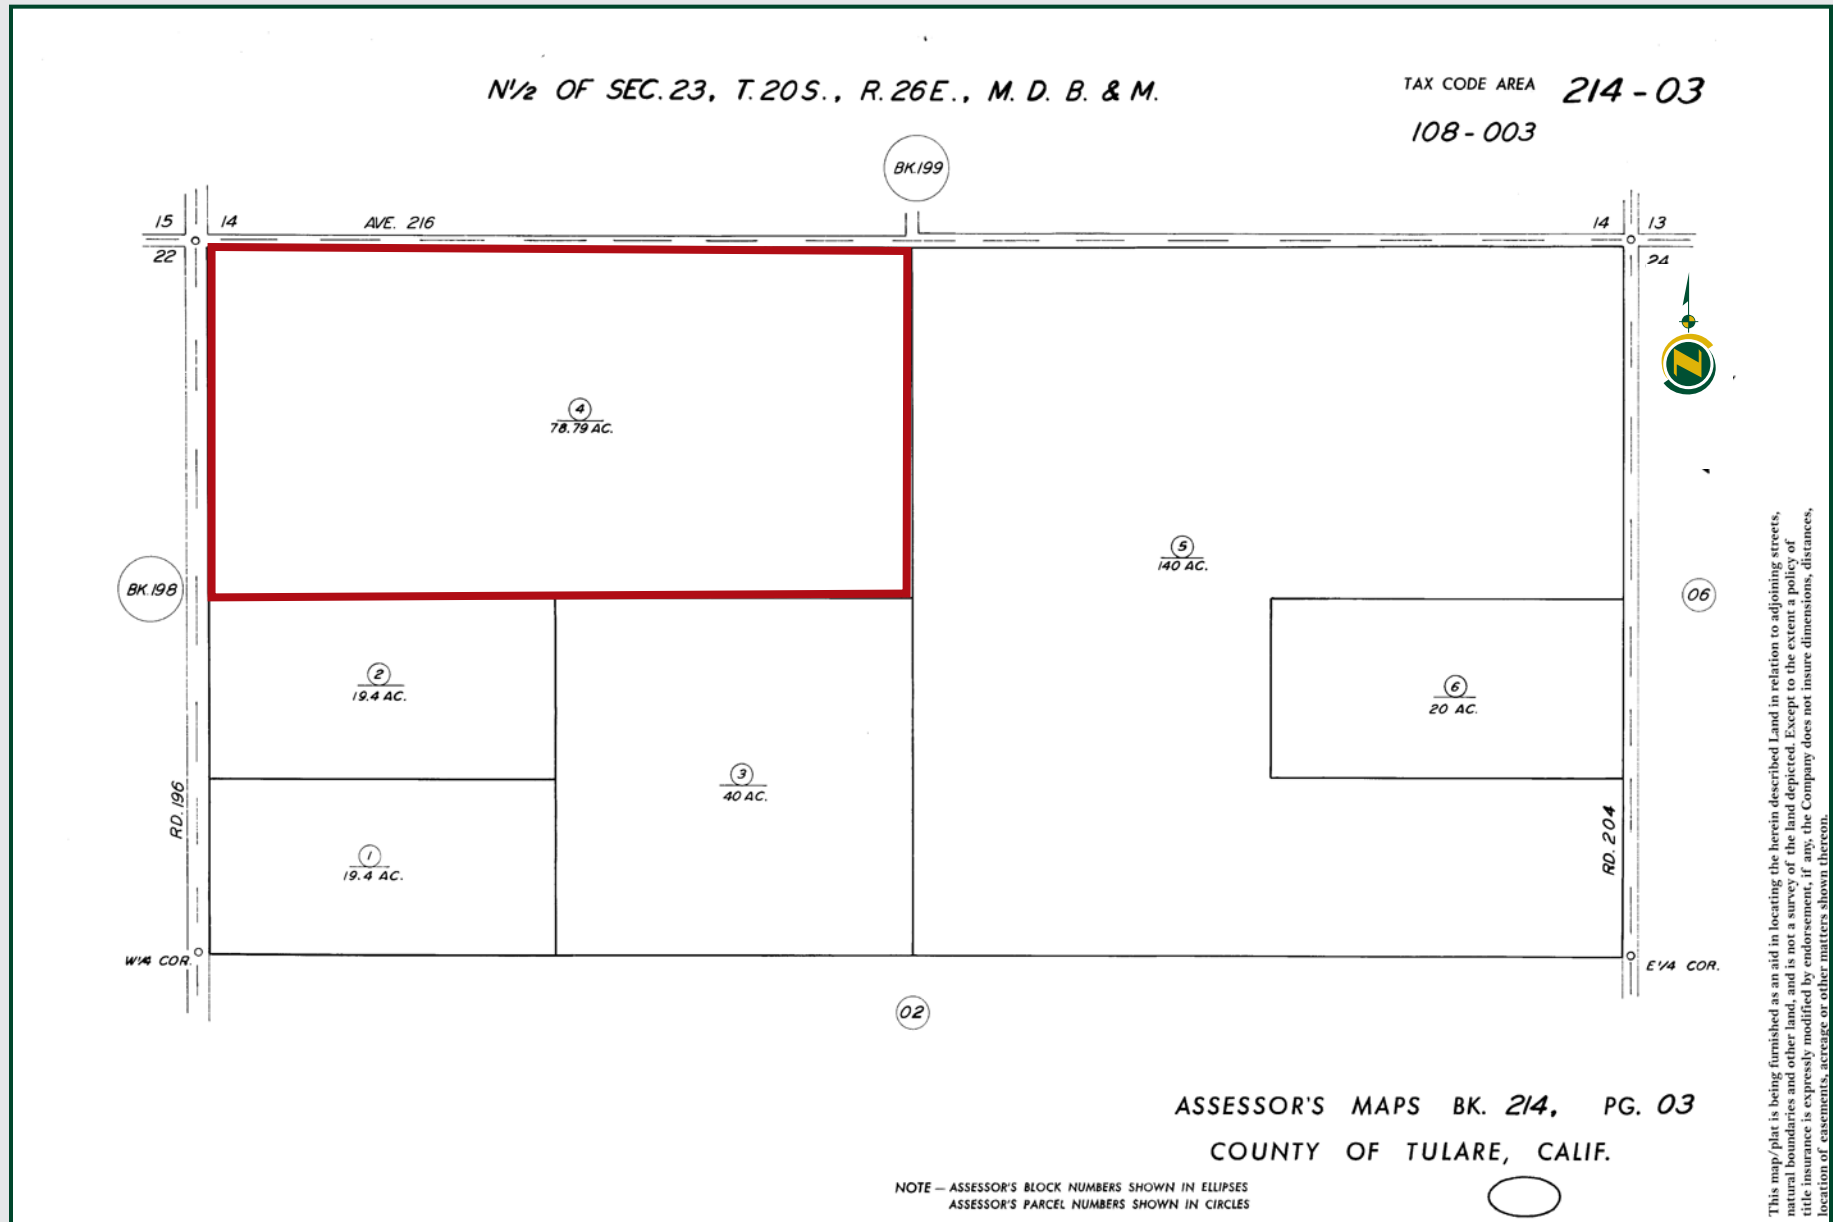 N1/2 OF SEC. 23, T. 20S., R. 26E., M. D. B. & M.
TAX CODE AREA 214-03
108-003
BK.199
15 14 AVE. 216 14 13
22 24
N
4
78.79 AC.
5
140 AC.
BK.198
06
2
19.4 AC.
6
20 AC.
3
40 AC.
RD. 196
RD. 204
1
19.4 AC.
W1/4 COR.
E1/4 COR.
02
ASSESSOR'S MAPS BK. 214, PG. 03
COUNTY OF TULARE, CALIF.
NOTE — ASSESSOR'S BLOCK NUMBERS SHOWN IN ELLIPSES
ASSESSOR'S PARCEL NUMBERS SHOWN IN CIRCLES
This map/plat is being furnished as an aid in locating the herein described Land in relation to adjoining streets,
natural boundaries and other land, and is not a survey of the land depicted. Except to the extent a policy of
title insurance is expressly modified by endorsement, if any, the Company does not insure dimensions, distances,
location of easements, acreage or other matters shown thereon.